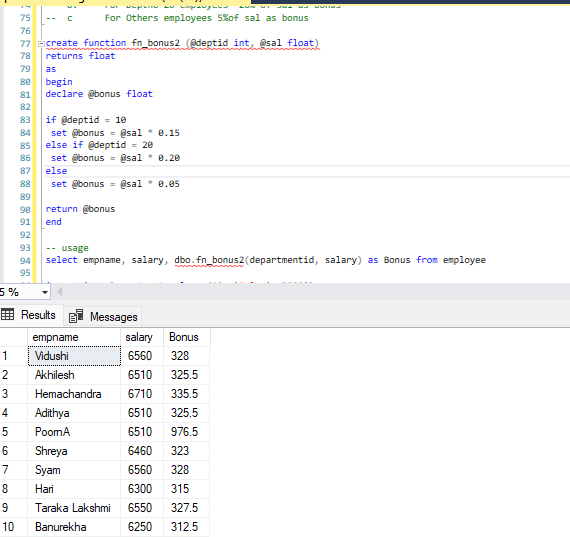 75 -- c For Others employees 5%of sal as bonus
76
77 create function fn_bonus2 (@deptid int, @sal float)
78 returns float
79 as
80 begin
81 declare @bonus float
82
83 if @deptid = 10
84 set @bonus = @sal * 0.15
85 else if @deptid = 20
86 set @bonus = @sal * 0.20
87 else
88 set @bonus = @sal * 0.05
89
90 return @bonus
91 end
92
93 -- usage
94 select empname, salary, dbo.fn_bonus2(departmentid, salary) as Bonus from employee
95
5 %
Results Messages
empname salary Bonus
1 Vidushi 6560 328
2 Akhilesh 6510 325.5
3 Hemachandra 6710 335.5
4 Adithya 6510 325.5
5 PoornA 6510 976.5
6 Shreya 6460 323
7 Syam 6560 328
8 Hari 6300 315
9 Taraka Lakshmi 6550 327.5
10 Banurekha 6250 312.5